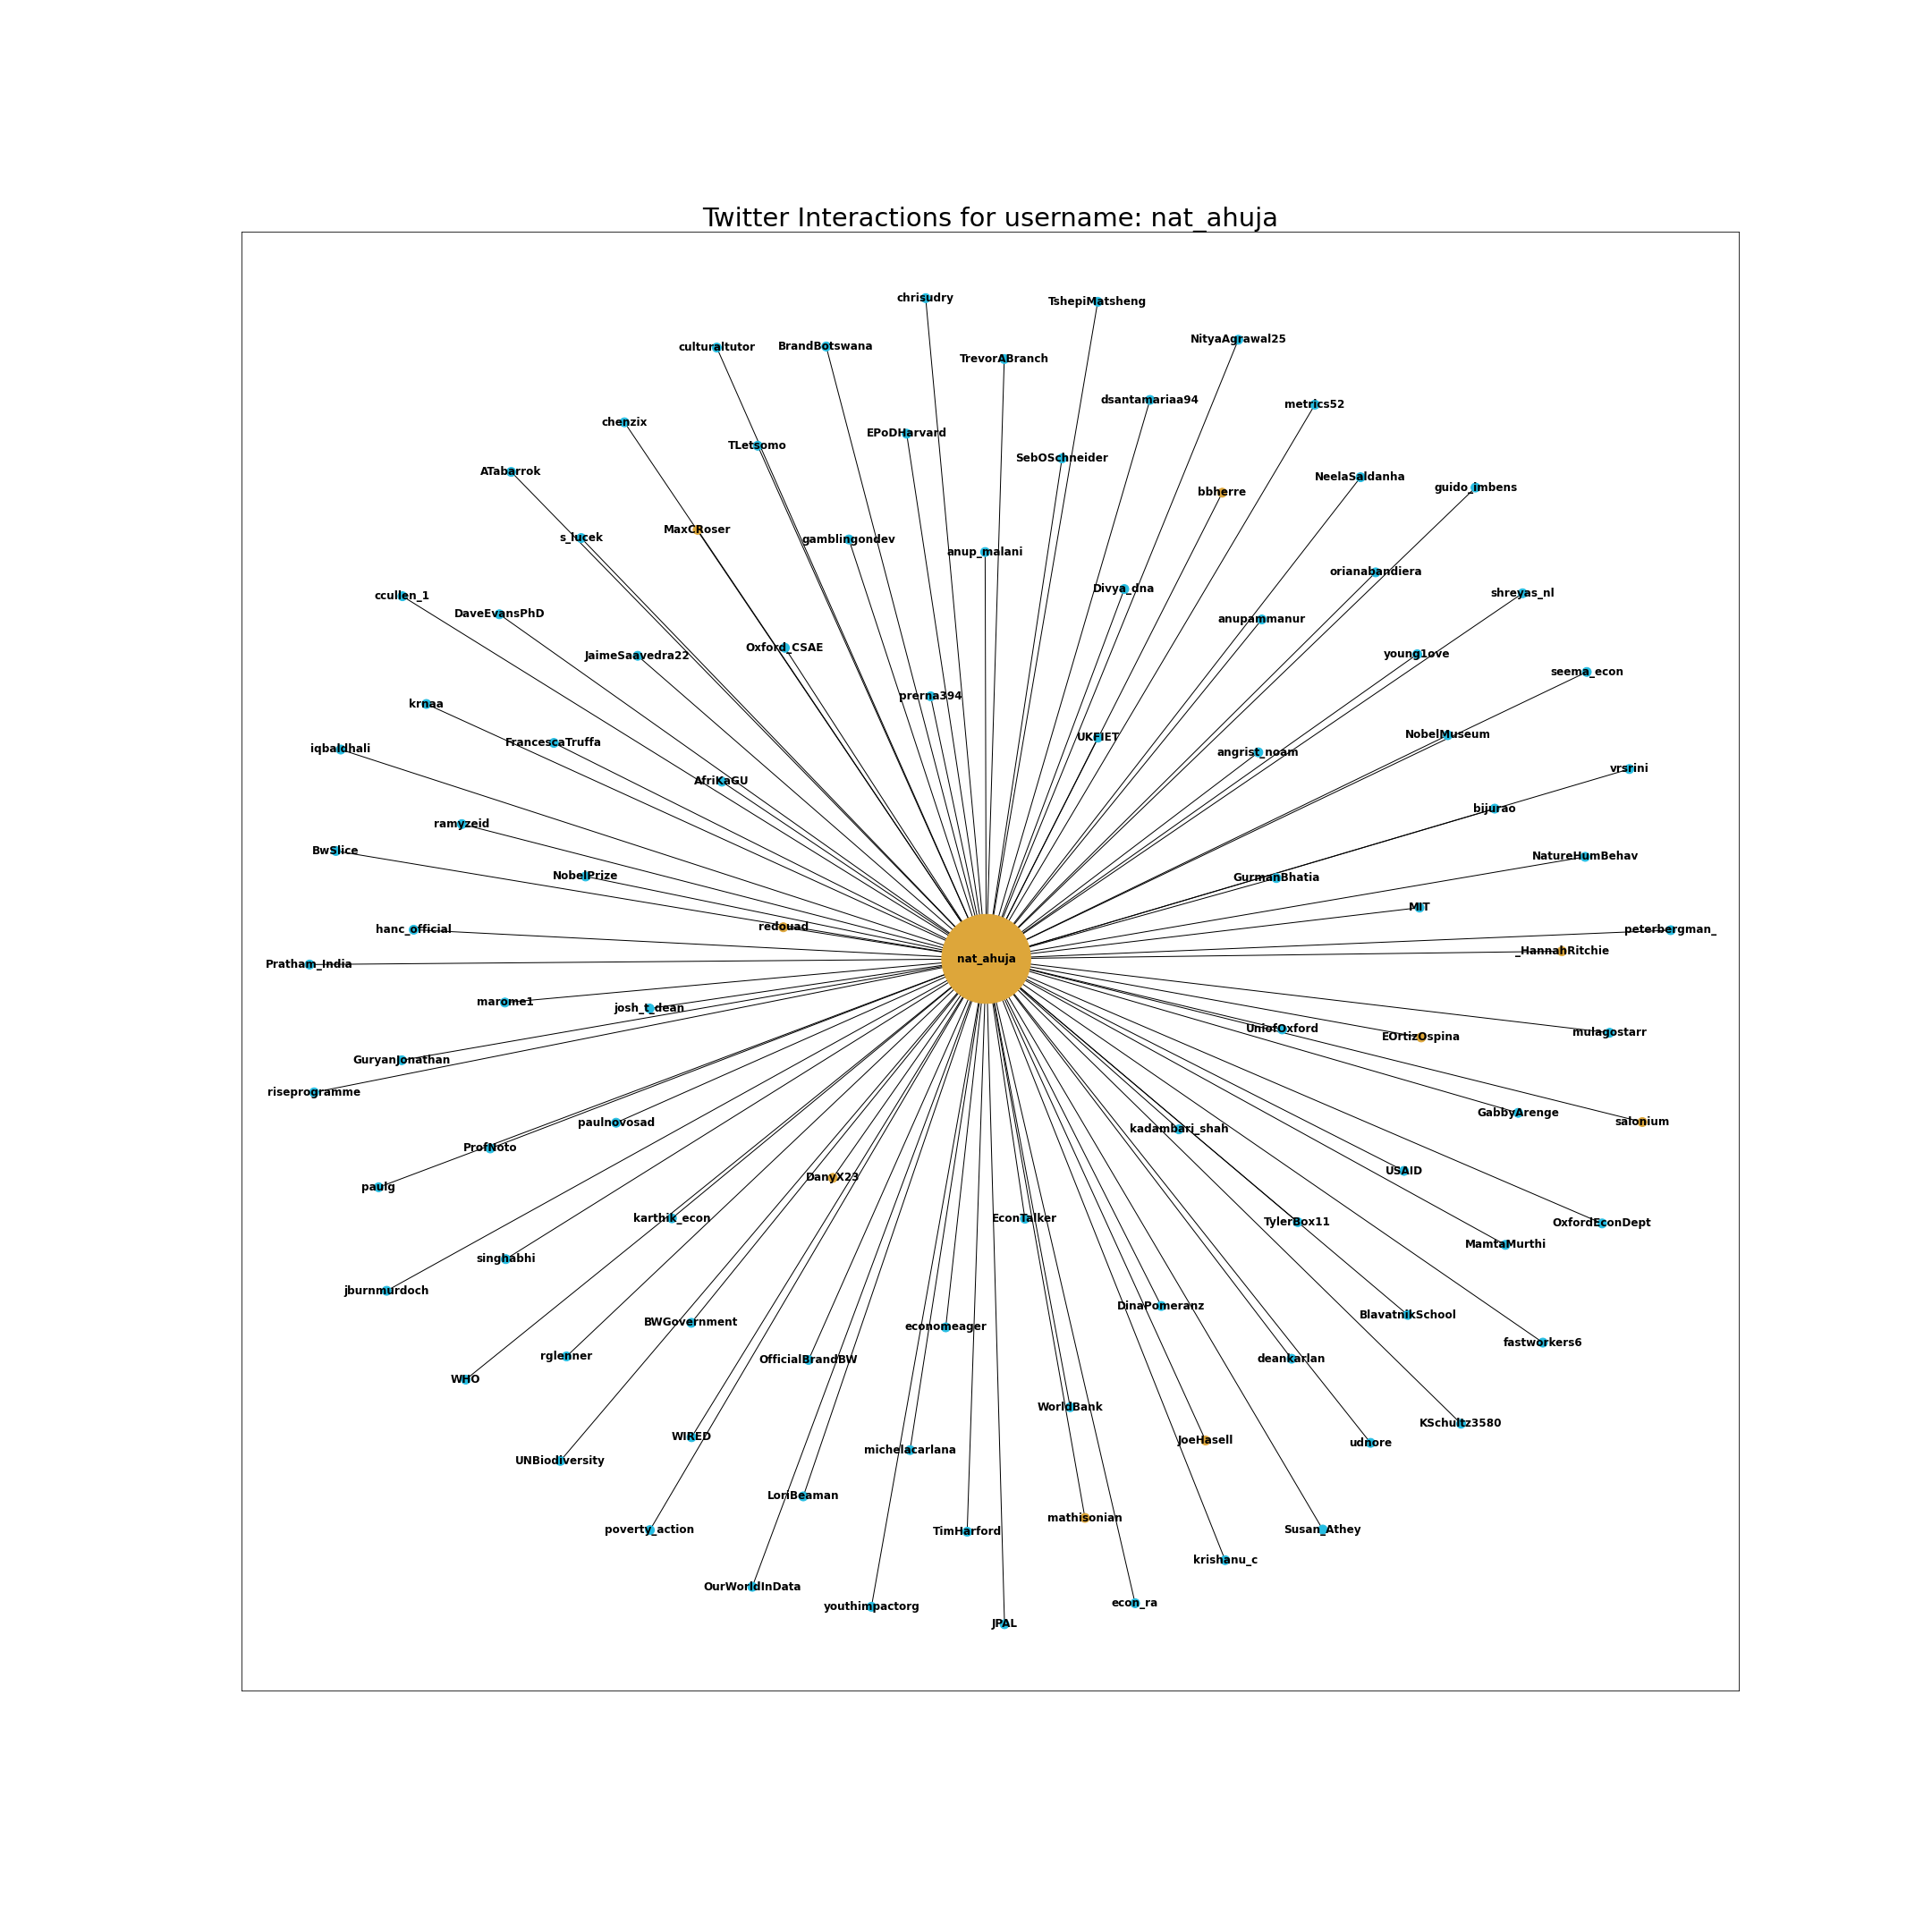 Twitter Interactions for username: nat_ahuja
chrisudry
TshepiMatsheng
NityaAgrawal25
culturaltutor
BrandBotswana
TrevorABranch
dsantamariaa94
metrics52
chenzix
TLetsomo
EPoDHarvard
SebOSchneider
ATabarrok
NeelaSaldanha
guido_imbens
bbherre
MaxCRoser
s_lucek
gamblingondev
anup_malani
orianabandiera
ccullen_1
Divya_dna
shreyas_nl
DaveEvansPhD
anupammanur
JaimeSaavedra22
Oxford_CSAE
young1ove
seema_econ
krnaa
prerna394
iqbaldhali
FrancescaTruffa
UKFIET
angrist_noam
NobelMuseum
vrsrini
AfriKaGU
bijurao
ramyzeid
BwSlice
NatureHumBehav
NobelPrize
GurmanBhatia
MIT
hanc_official
redouad
peterbergman_
_HannahRitchie
nat_ahuja
Pratham_India
marome1
josh_t_dean
UniofOxford
EOrtizOspina
mulagostarr
GuryanJonathan
riseprogramme
GabbyArenge
salonium
paulnovosad
kadambari_shah
ProfNoto
USAID
DanyX23
paulg
karthik_econ
EconTalker
TylerBox11
OxfordEconDept
MamtaMurthi
singhabhi
jburnmurdoch
DinaPomeranz
BlavatnikSchool
BWGovernment
economeager
fastworkers6
rglenner
OfficialBrandBW
deankarlan
WHO
WorldBank
KSchultz3580
WIRED
JoeHasell
udnore
michelacarlana
UNBiodiversity
LoriBeaman
mathisonian
poverty_action
TimHarford
Susan_Athey
krishanu_c
OurWorldInData
youthimpactorg
econ_ra
JPAL